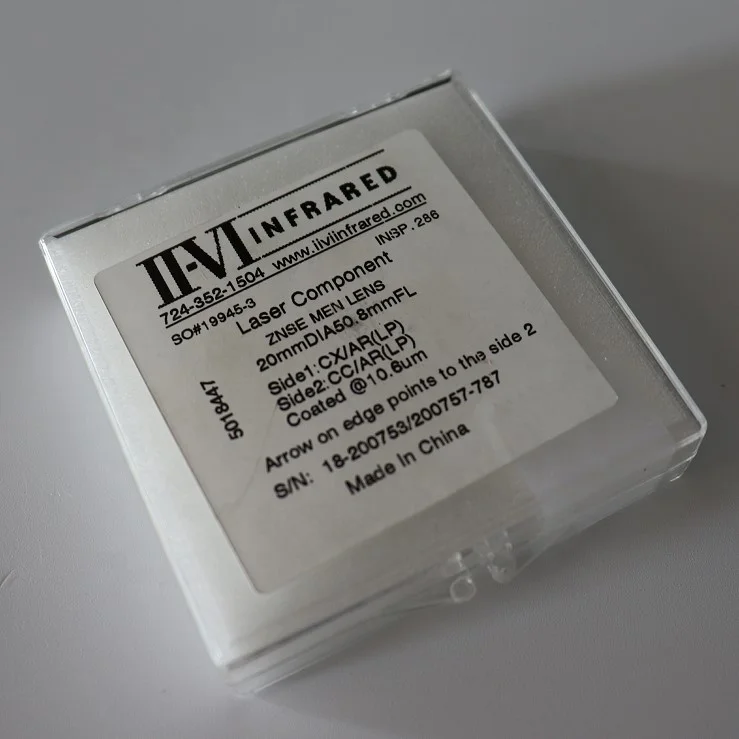 II-VI INFRARED
724-352-1504 www.iiviinfrared.com
SO#19945-3 INSP.286
Laser Component
ZNSE MEN LENS
20mmDIA50.8mmFL
Side1:CX/AR(LP)
Side2:CC/AR(LP)
Coated @10.6um
5018447
Arrow on edge points to the side 2
S/N: 18-200753/200757-787
Made In China